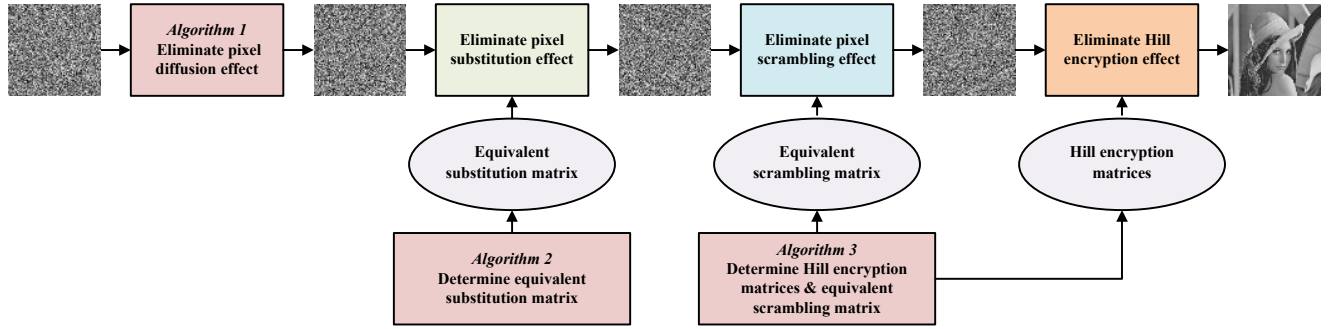 Algorithm 1
Eliminate pixel
diffusion effect
Eliminate pixel
substitution effect
Eliminate pixel
scrambling effect
Eliminate Hill
encryption effect
Equivalent
substitution matrix
Equivalent
scrambling matrix
Hill encryption
matrices
Algorithm 2
Determine equivalent
substitution matrix
Algorithm 3
Determine Hill encryption
matrices & equivalent
scrambling matrix